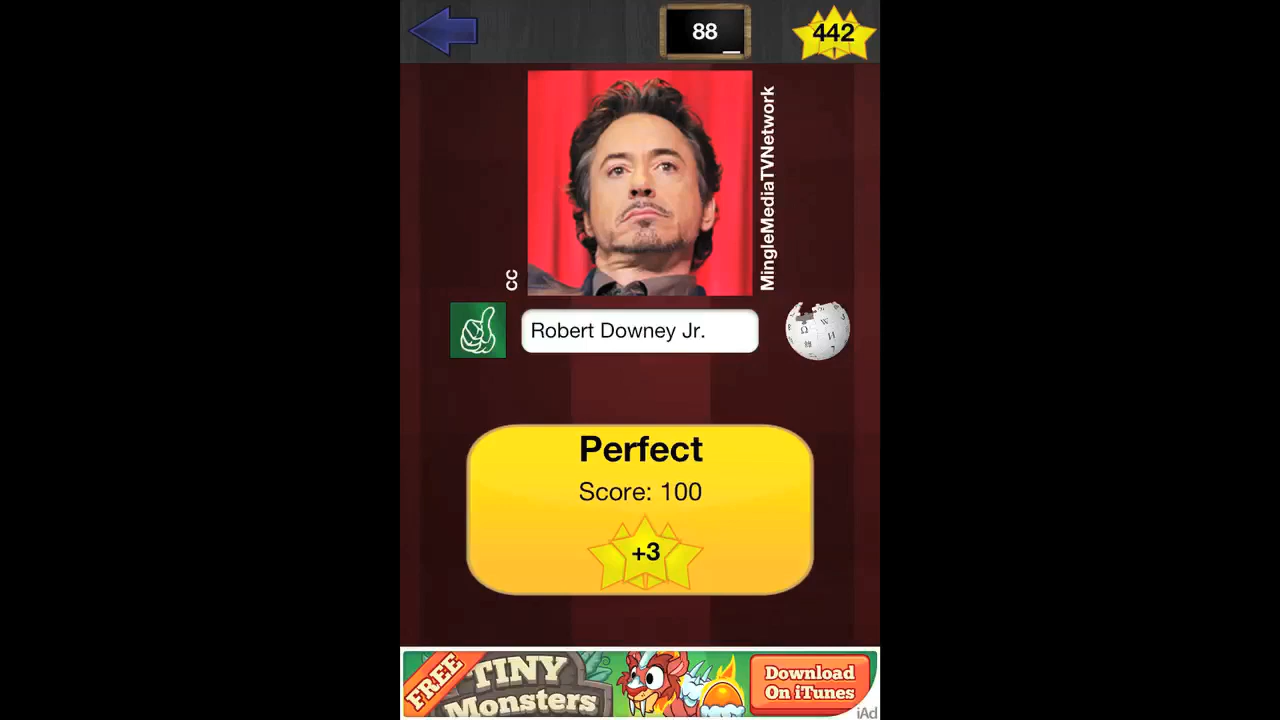 88
442
CC
MingleMediaTVNetwork
Robert Downey Jr.
Perfect
Score: 100
+3
FREE
TINY
Monsters
Download
On iTunes
iAd